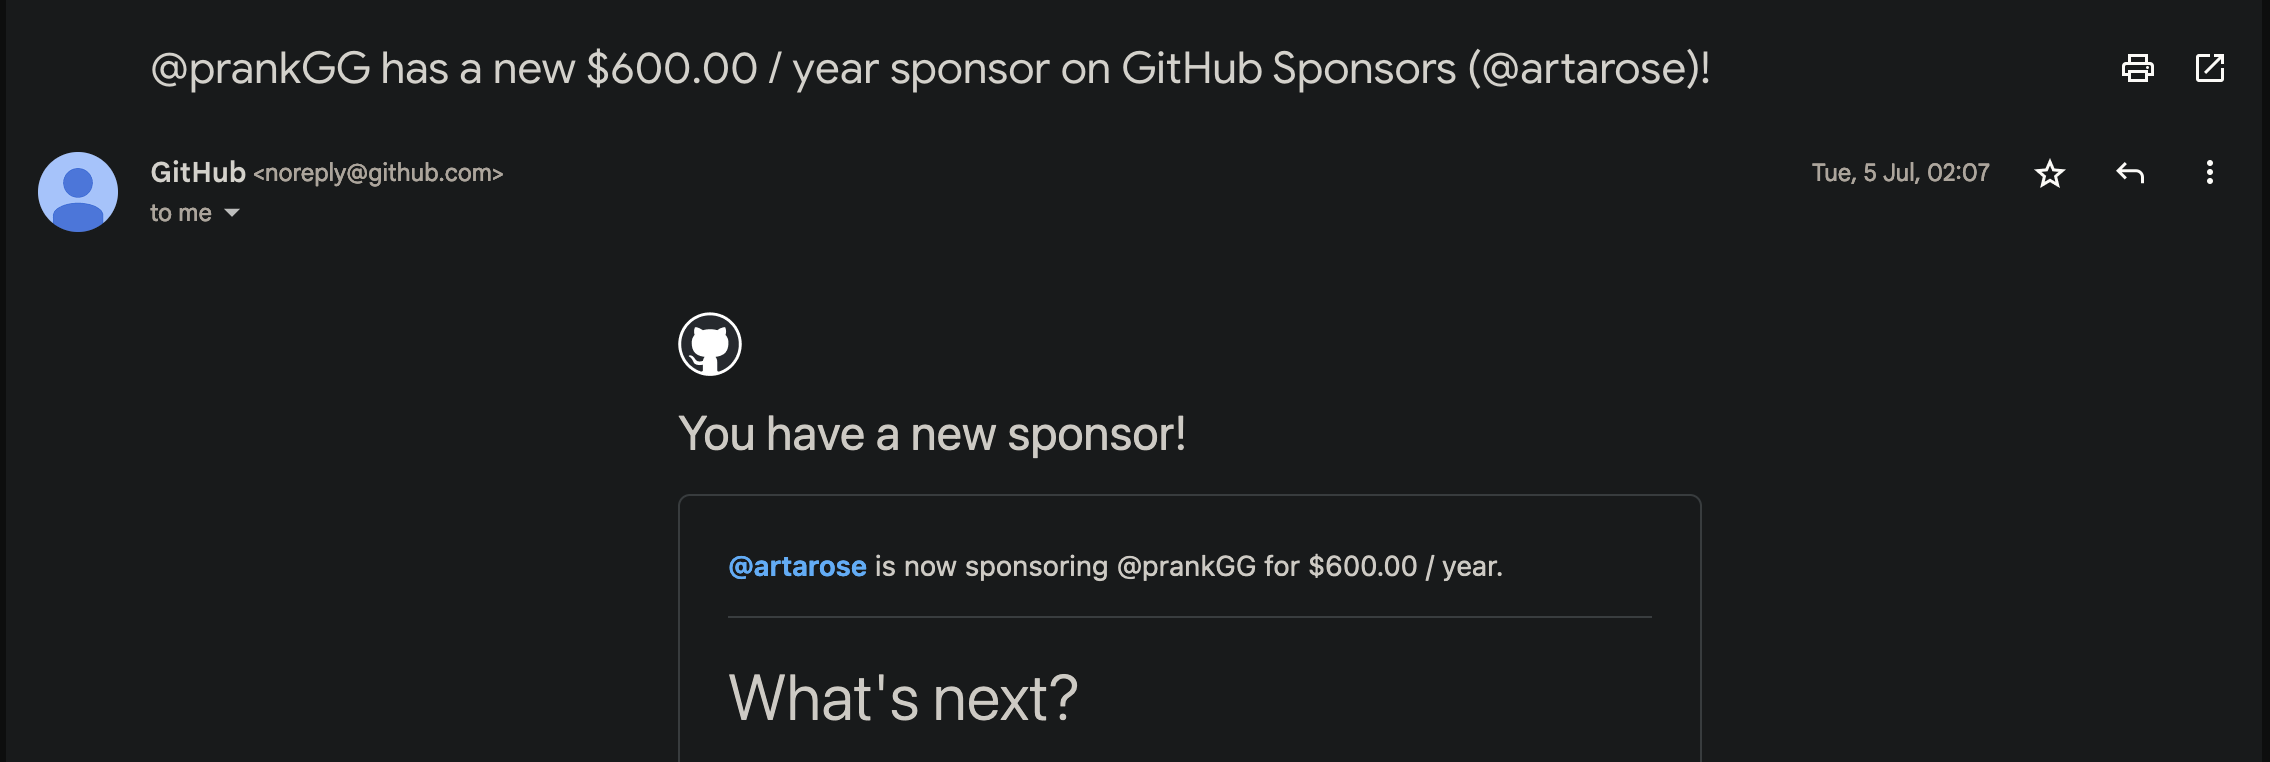 @prankGG has a new $600.00 / year sponsor on GitHub Sponsors (@artarose)!
GitHub <noreply@github.com>
Tue, 5 Jul, 02:07
to me
You have a new sponsor!
@artarose is now sponsoring @prankGG for $600.00 / year.
What's next?